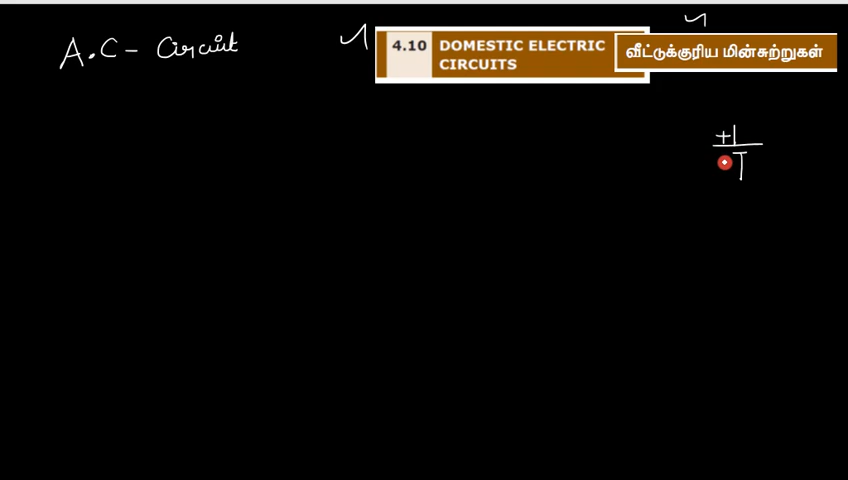 A.C - Circuit
4.10 DOMESTIC ELECTRIC
CIRCUITS
வீட்டுக்குரிய மின்சுற்றுகள்
+